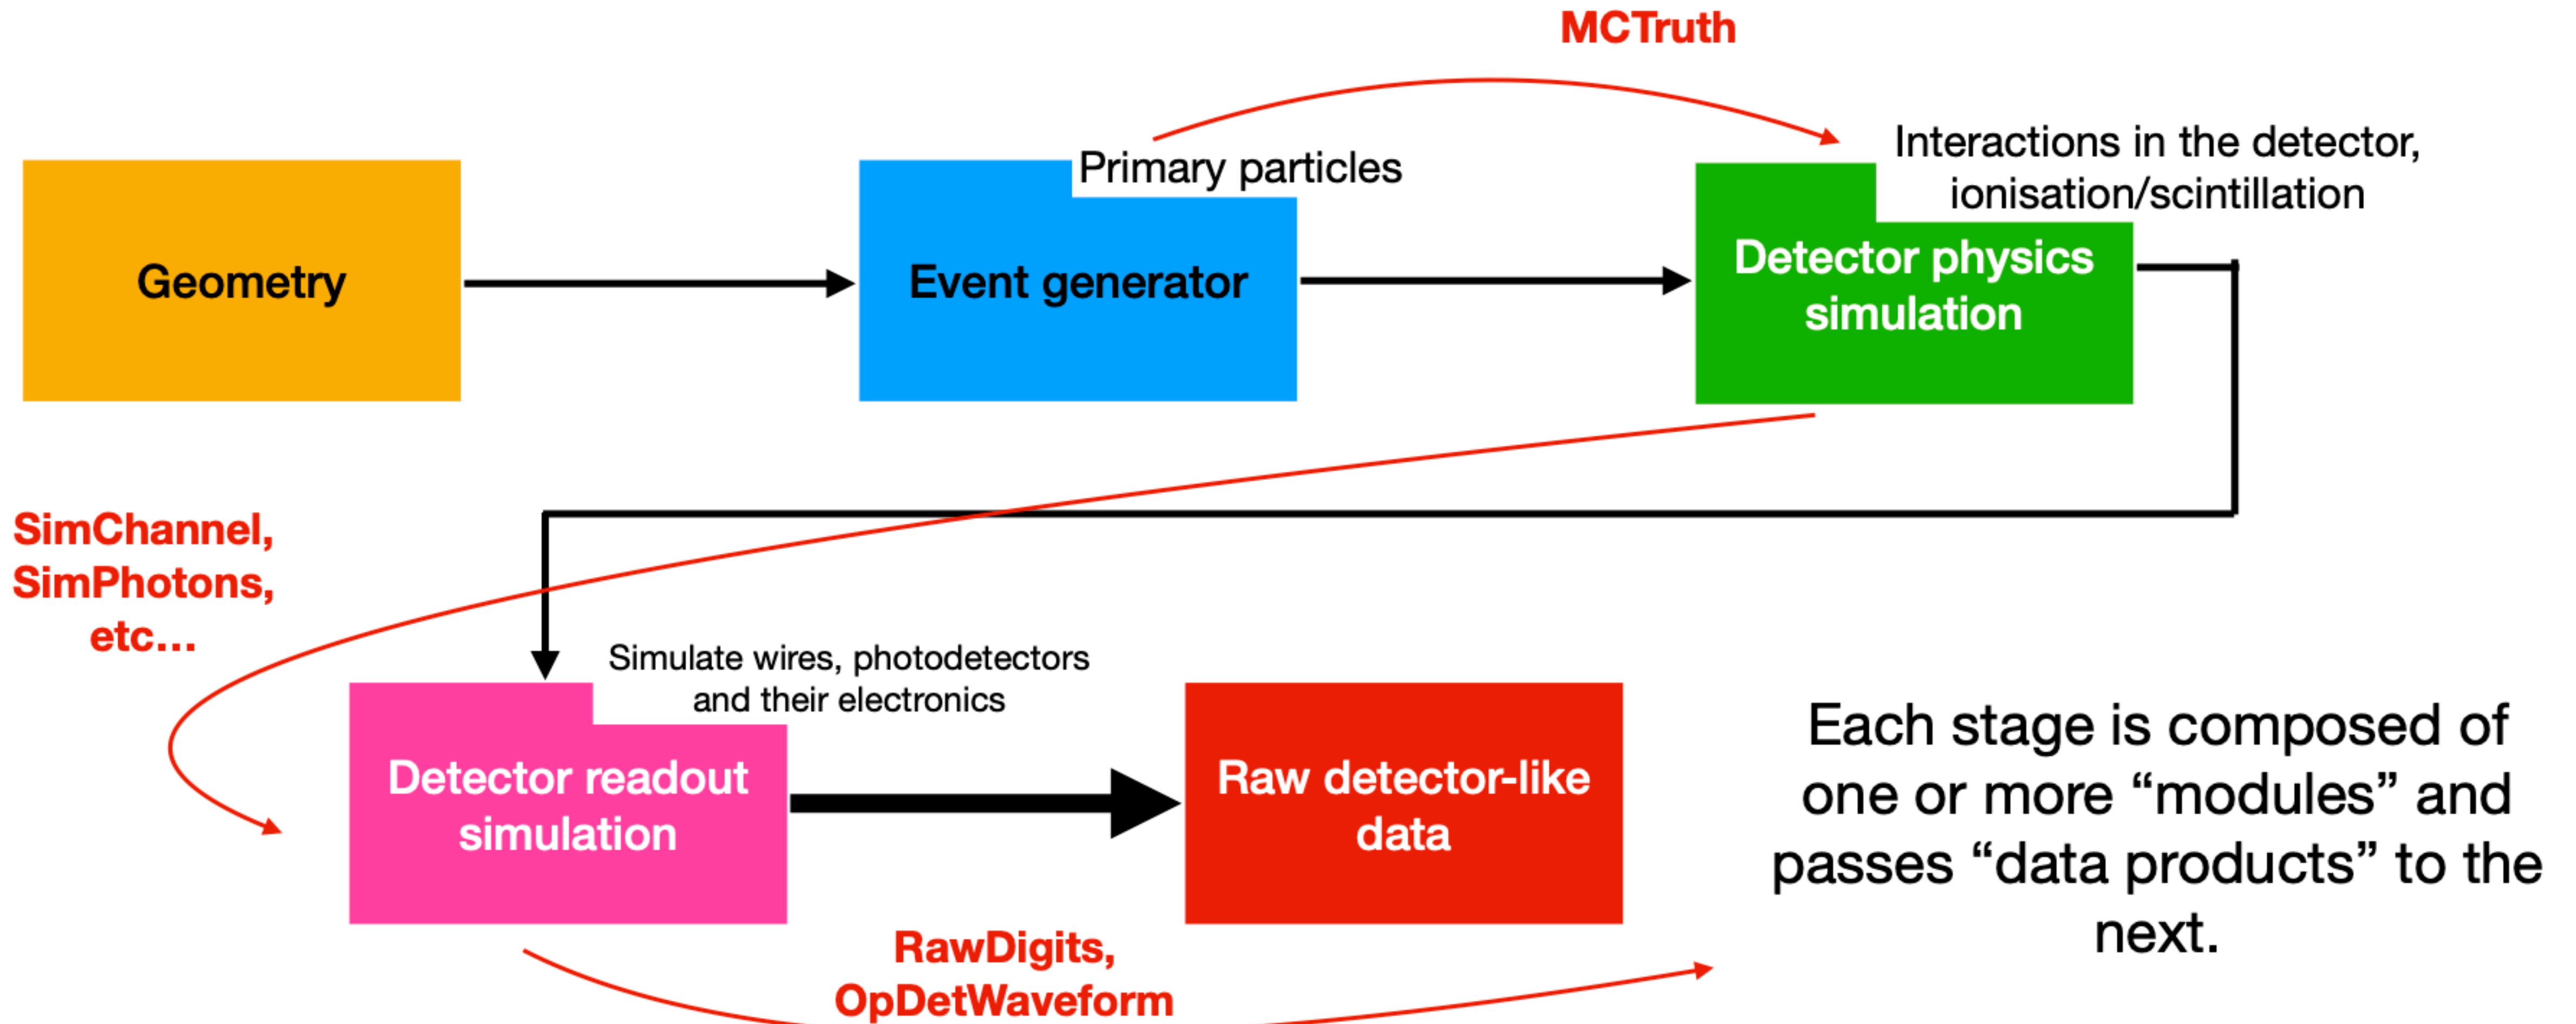 MCTruth
Primary particles
Interactions in the detector,
ionisation/scintillation
Geometry
Event generator
Detector physics
simulation
SimChannel,
SimPhotons,
etc...
Simulate wires, photodetectors
and their electronics
Detector readout
simulation
Raw detector-like
data
Each stage is composed of
one or more “modules” and
passes “data products” to the
next.
RawDigits,
OpDetWaveform